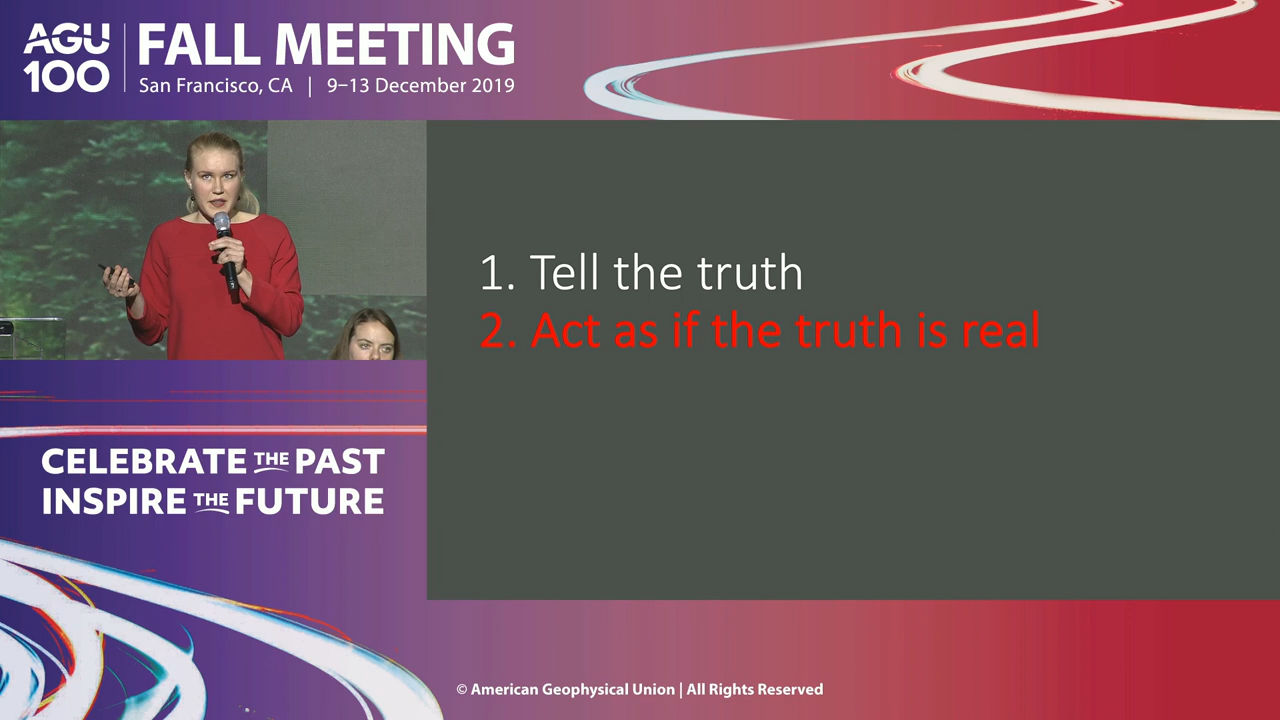 AGU
100
FALL MEETING
San Francisco, CA | 9–13 December 2019
1. Tell the truth
2. Act as if the truth is real
CELEBRATE THE PAST
INSPIRE THE FUTURE
© American Geophysical Union | All Rights Reserved